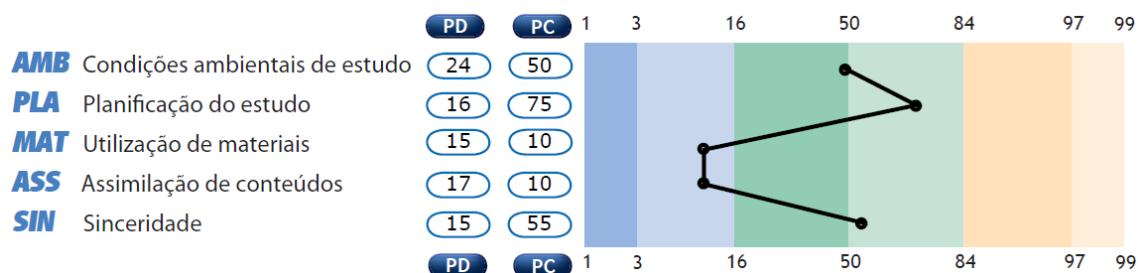 PD PC 1 3 16 50 84 97 99
AMB Condições ambientais de estudo 24 50
PLA Planificação do estudo 16 75
MAT Utilização de materiais 15 10
ASS Assimilação de conteúdos 17 10
SIN Sinceridade 15 55
PD PC 1 3 16 50 84 97 99